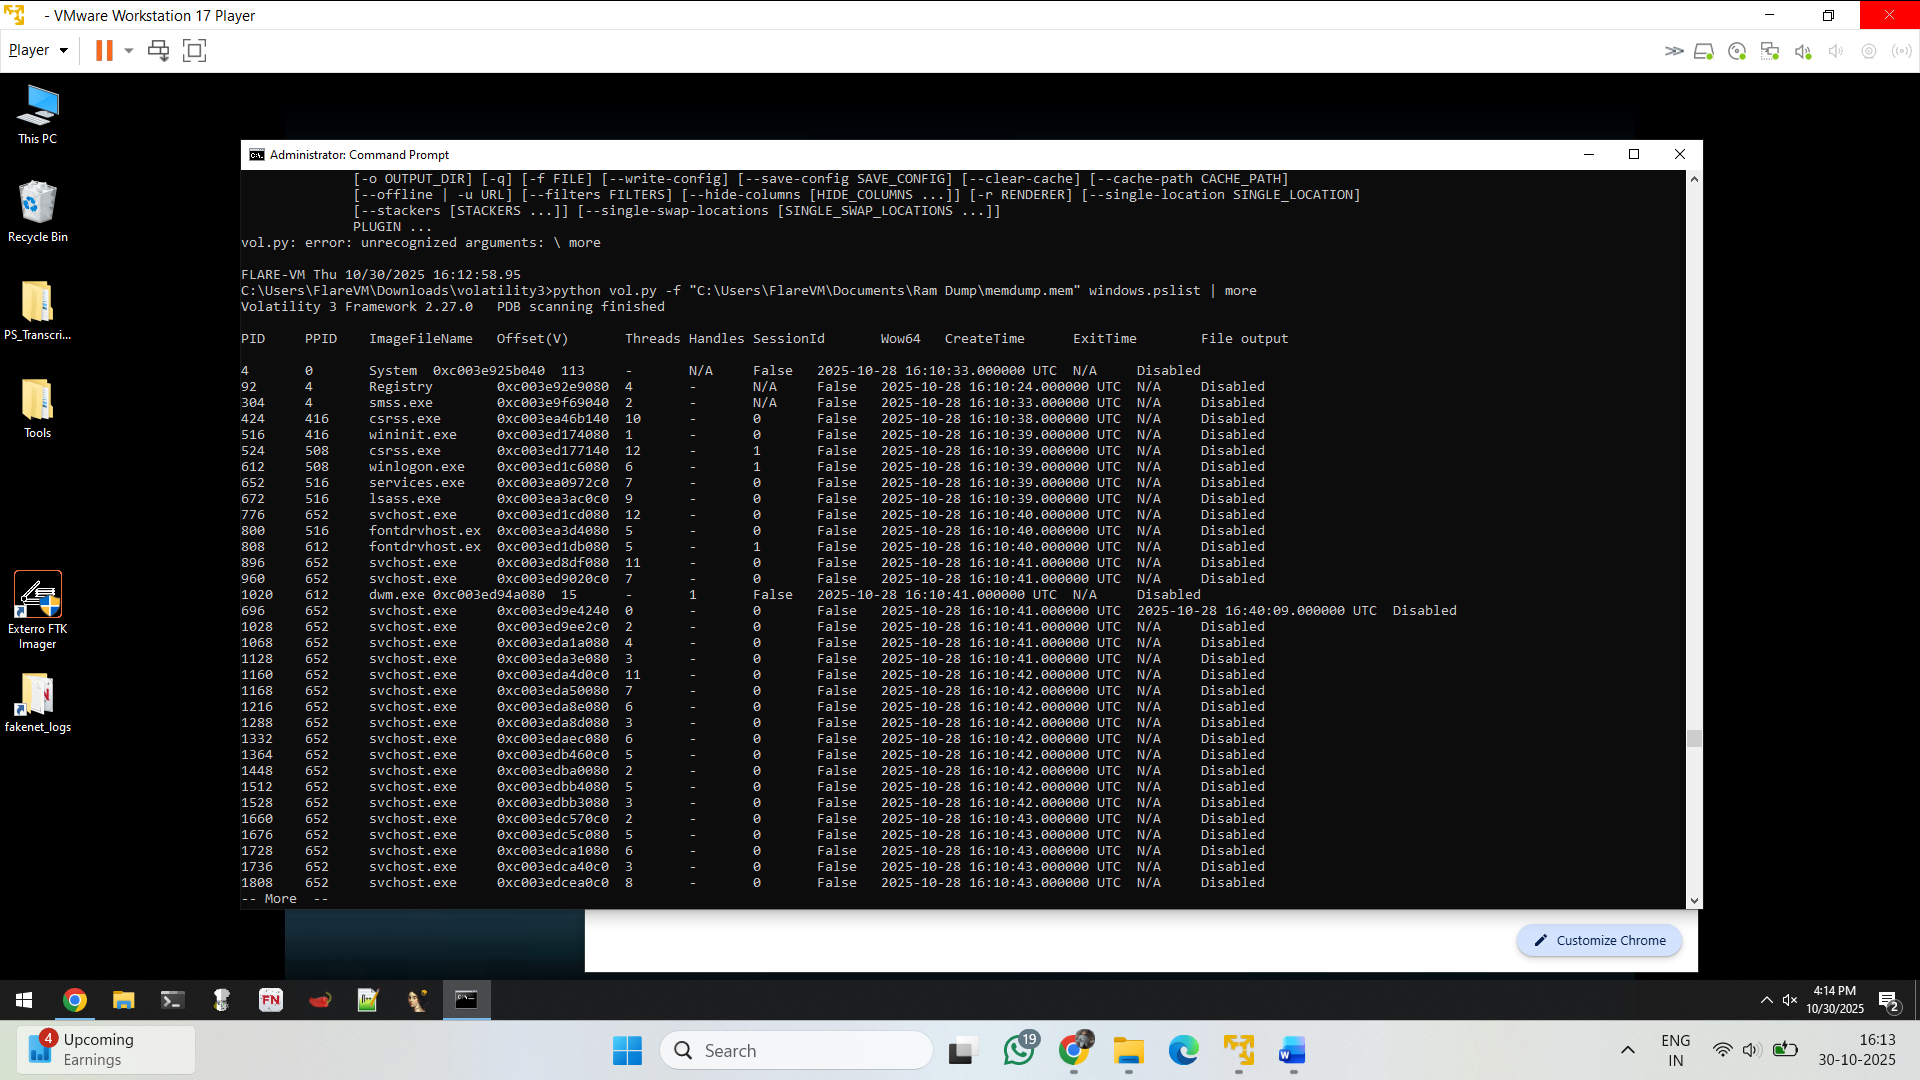 - VMware Workstation 17 Player
Player
This PC
Recycle Bin
PS_Transcri...
Tools
Exterro FTK
Imager
fakenet_logs
Administrator: Command Prompt
[-o OUTPUT_DIR] [-q] [-f FILE] [--write-config] [--save-config SAVE_CONFIG] [--clear-cache] [--cache-path CACHE_PATH]
[--offline | -u URL] [--filters FILTERS] [--hide-columns [HIDE_COLUMNS ...]] [-r RENDERER] [--single-location SINGLE_LOCATION]
[--stackers [STACKERS ...]] [--single-swap-locations [SINGLE_SWAP_LOCATIONS ...]]
PLUGIN ...
vol.py: error: unrecognized arguments: \ more
FLARE-VM Thu 10/30/2025 16:12:58.95
C:\Users\FlareVM\Downloads\volatility3>python vol.py -f "C:\Users\FlareVM\Documents\Ram Dump\memdump.mem" windows.pslist | more
Volatility 3 Framework 2.27.0 PDB scanning finished
PID PPID ImageFileName Offset(V) Threads Handles SessionId Wow64 CreateTime ExitTime File output
4 0 System 0xc003e925b040 113 - N/A False 2025-10-28 16:10:33.000000 UTC N/A Disabled
92 4 Registry 0xc003e92e9080 4 - N/A False 2025-10-28 16:10:24.000000 UTC N/A Disabled
304 4 smss.exe 0xc003e9f69040 2 - N/A False 2025-10-28 16:10:33.000000 UTC N/A Disabled
424 416 csrss.exe 0xc003ea46b140 10 - 0 False 2025-10-28 16:10:38.000000 UTC N/A Disabled
516 416 wininit.exe 0xc003ed174080 1 - 0 False 2025-10-28 16:10:39.000000 UTC N/A Disabled
524 508 csrss.exe 0xc003ed177140 12 - 1 False 2025-10-28 16:10:39.000000 UTC N/A Disabled
612 508 winlogon.exe 0xc003ed1c6080 6 - 1 False 2025-10-28 16:10:39.000000 UTC N/A Disabled
652 516 services.exe 0xc003ea0972c0 7 - 0 False 2025-10-28 16:10:39.000000 UTC N/A Disabled
672 516 lsass.exe 0xc003ea3ac0c0 9 - 0 False 2025-10-28 16:10:39.000000 UTC N/A Disabled
776 652 svchost.exe 0xc003ed1cd080 12 - 0 False 2025-10-28 16:10:40.000000 UTC N/A Disabled
800 516 fontdrvhost.ex 0xc003ea3d4080 5 - 0 False 2025-10-28 16:10:40.000000 UTC N/A Disabled
808 612 fontdrvhost.ex 0xc003ed1db080 5 - 1 False 2025-10-28 16:10:40.000000 UTC N/A Disabled
896 652 svchost.exe 0xc003ed8df080 11 - 0 False 2025-10-28 16:10:41.000000 UTC N/A Disabled
960 652 svchost.exe 0xc003ed9020c0 7 - 0 False 2025-10-28 16:10:41.000000 UTC N/A Disabled
1020 612 dwm.exe 0xc003ed94a080 15 - 1 False 2025-10-28 16:10:41.000000 UTC N/A Disabled
696 652 svchost.exe 0xc003ed9e4240 0 - 0 False 2025-10-28 16:10:41.000000 UTC 2025-10-28 16:40:09.000000 UTC Disabled
1028 652 svchost.exe 0xc003ed9ee2c0 2 - 0 False 2025-10-28 16:10:41.000000 UTC N/A Disabled
1068 652 svchost.exe 0xc003eda1a080 4 - 0 False 2025-10-28 16:10:41.000000 UTC N/A Disabled
1128 652 svchost.exe 0xc003eda3e080 3 - 0 False 2025-10-28 16:10:41.000000 UTC N/A Disabled
1160 652 svchost.exe 0xc003eda4d0c0 11 - 0 False 2025-10-28 16:10:42.000000 UTC N/A Disabled
1168 652 svchost.exe 0xc003eda50080 7 - 0 False 2025-10-28 16:10:42.000000 UTC N/A Disabled
1216 652 svchost.exe 0xc003eda8e080 6 - 0 False 2025-10-28 16:10:42.000000 UTC N/A Disabled
1288 652 svchost.exe 0xc003eda8d080 3 - 0 False 2025-10-28 16:10:42.000000 UTC N/A Disabled
1332 652 svchost.exe 0xc003edaec080 6 - 0 False 2025-10-28 16:10:42.000000 UTC N/A Disabled
1364 652 svchost.exe 0xc003edb460c0 5 - 0 False 2025-10-28 16:10:42.000000 UTC N/A Disabled
1448 652 svchost.exe 0xc003edba0080 2 - 0 False 2025-10-28 16:10:42.000000 UTC N/A Disabled
1512 652 svchost.exe 0xc003edbb4080 5 - 0 False 2025-10-28 16:10:42.000000 UTC N/A Disabled
1528 652 svchost.exe 0xc003edbb3080 3 - 0 False 2025-10-28 16:10:42.000000 UTC N/A Disabled
1660 652 svchost.exe 0xc003edc570c0 2 - 0 False 2025-10-28 16:10:43.000000 UTC N/A Disabled
1676 652 svchost.exe 0xc003edc5c080 5 - 0 False 2025-10-28 16:10:43.000000 UTC N/A Disabled
1728 652 svchost.exe 0xc003edca1080 6 - 0 False 2025-10-28 16:10:43.000000 UTC N/A Disabled
1736 652 svchost.exe 0xc003edca40c0 3 - 0 False 2025-10-28 16:10:43.000000 UTC N/A Disabled
1808 652 svchost.exe 0xc003edcea0c0 8 - 0 False 2025-10-28 16:10:43.000000 UTC N/A Disabled
-- More --
Customize Chrome
FN
4:14 PM
10/30/2025
2
4
Upcoming
Earnings
Search
19
ENG
IN
16:13
30-10-2025